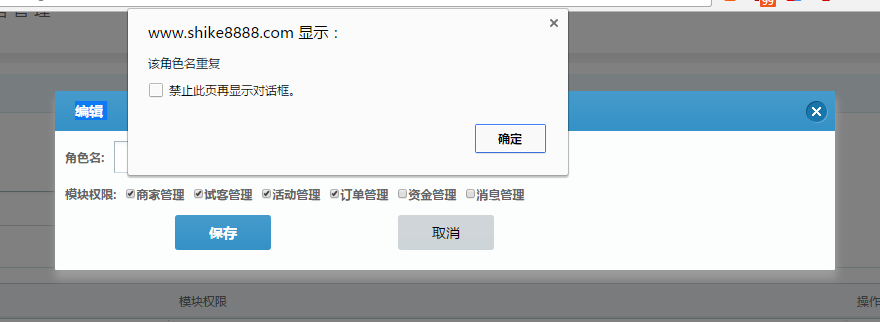 99
www.shike8888.com 显示：
该角色名重复
禁止此页再显示对话框。
确定
编辑
角色名:
模块权限: 商家管理 试客管理 活动管理 订单管理 资金管理 消息管理
保存 取消
模块权限 操作